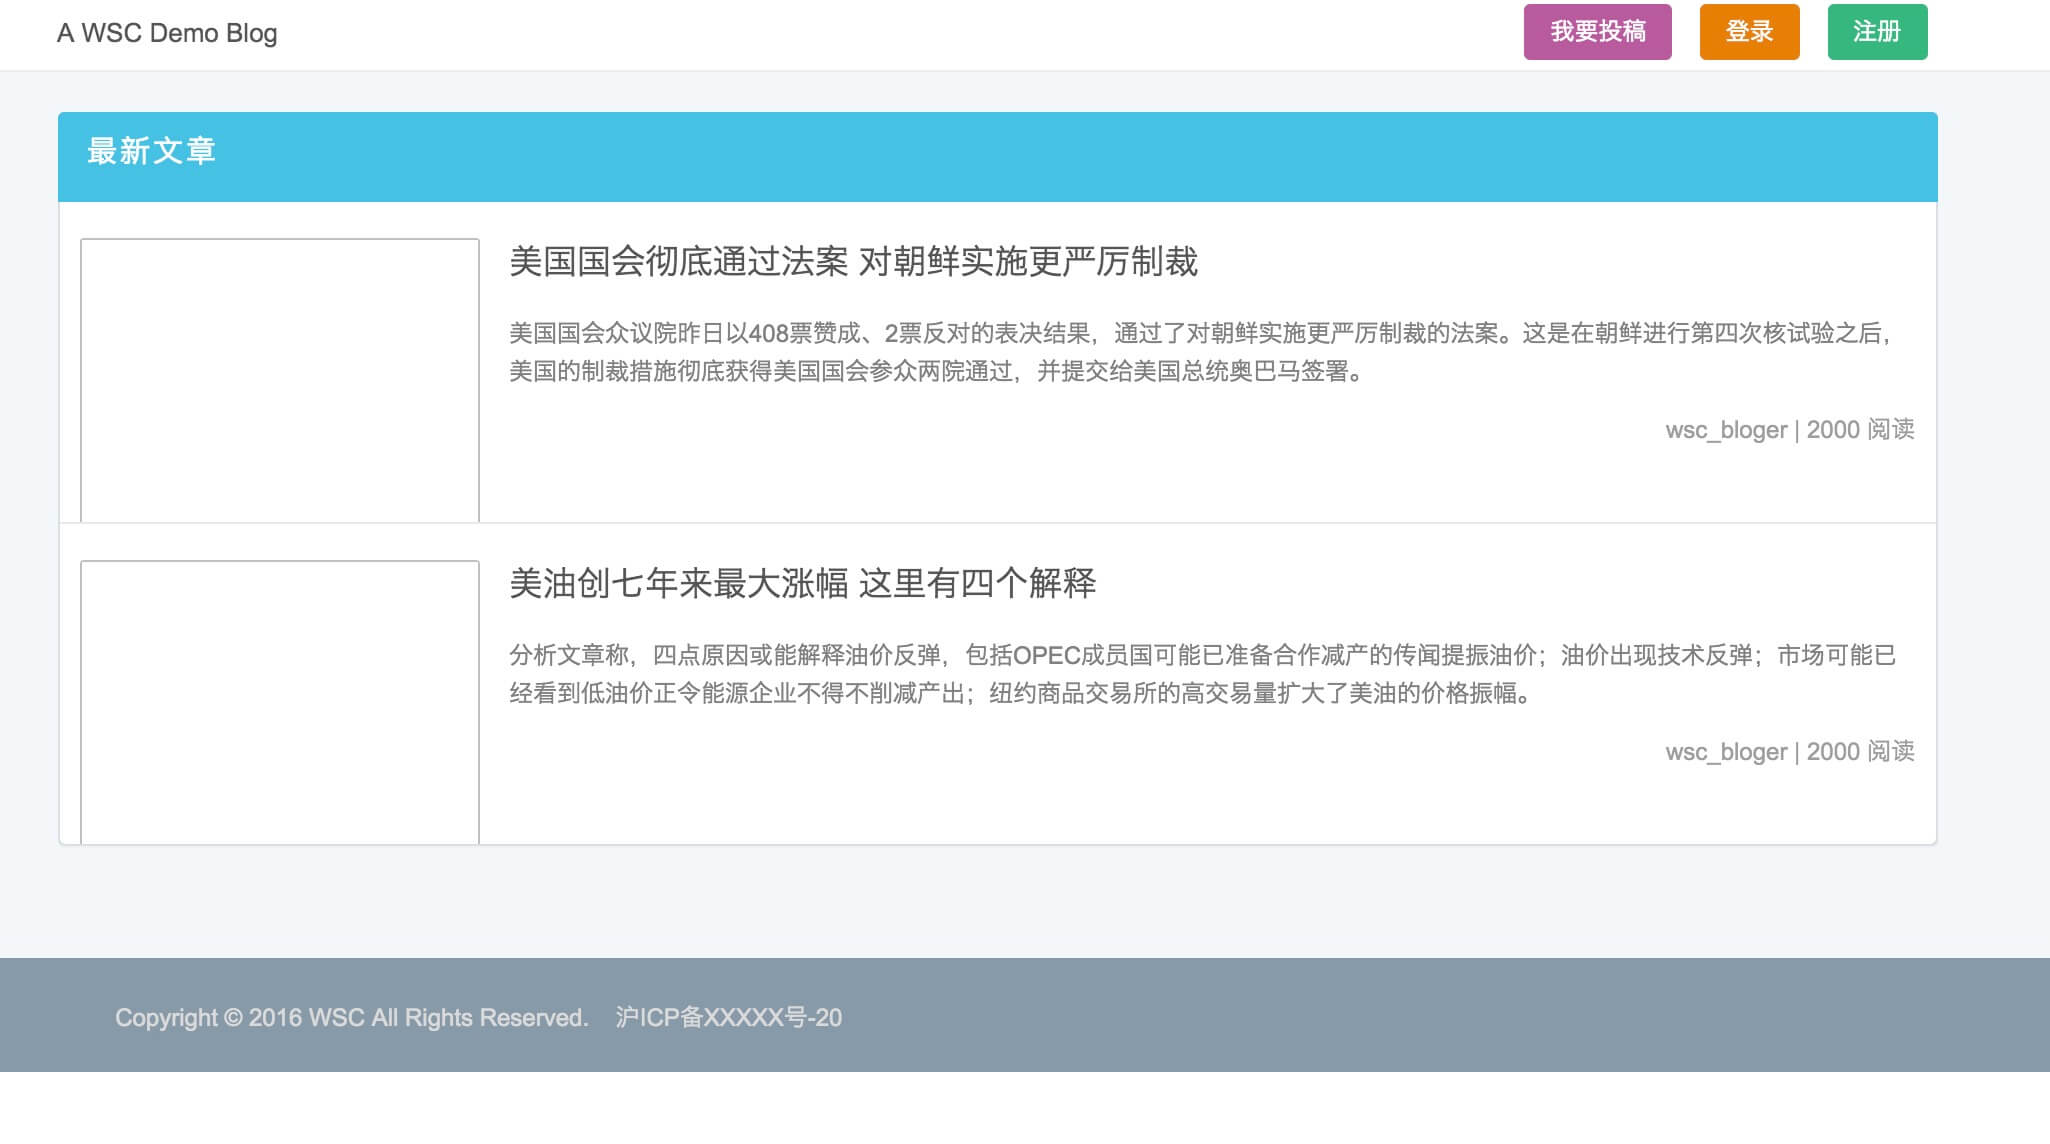 A WSC Demo Blog
我要投稿
登录
注册
最新文章
美国国会彻底通过法案 对朝鲜实施更严厉制裁
美国国会众议院昨日以408票赞成、2票反对的表决结果，通过了对朝鲜实施更严厉制裁的法案。这是在朝鲜进行第四次核试验之后，
美国的制裁措施彻底获得美国国会参众两院通过，并提交给美国总统奥巴马签署。
wsc_bloger | 2000 阅读
美油创七年来最大涨幅 这里有四个解释
分析文章称，四点原因或能解释油价反弹，包括OPEC成员国可能已准备合作减产的传闻提振油价；油价出现技术反弹；市场可能已
经看到低油价正令能源企业不得不削减产出；纽约商品交易所的高交易量扩大了美油的价格振幅。
wsc_bloger | 2000 阅读
Copyright © 2016 WSC All Rights Reserved. 沪ICP备XXXXX号-20